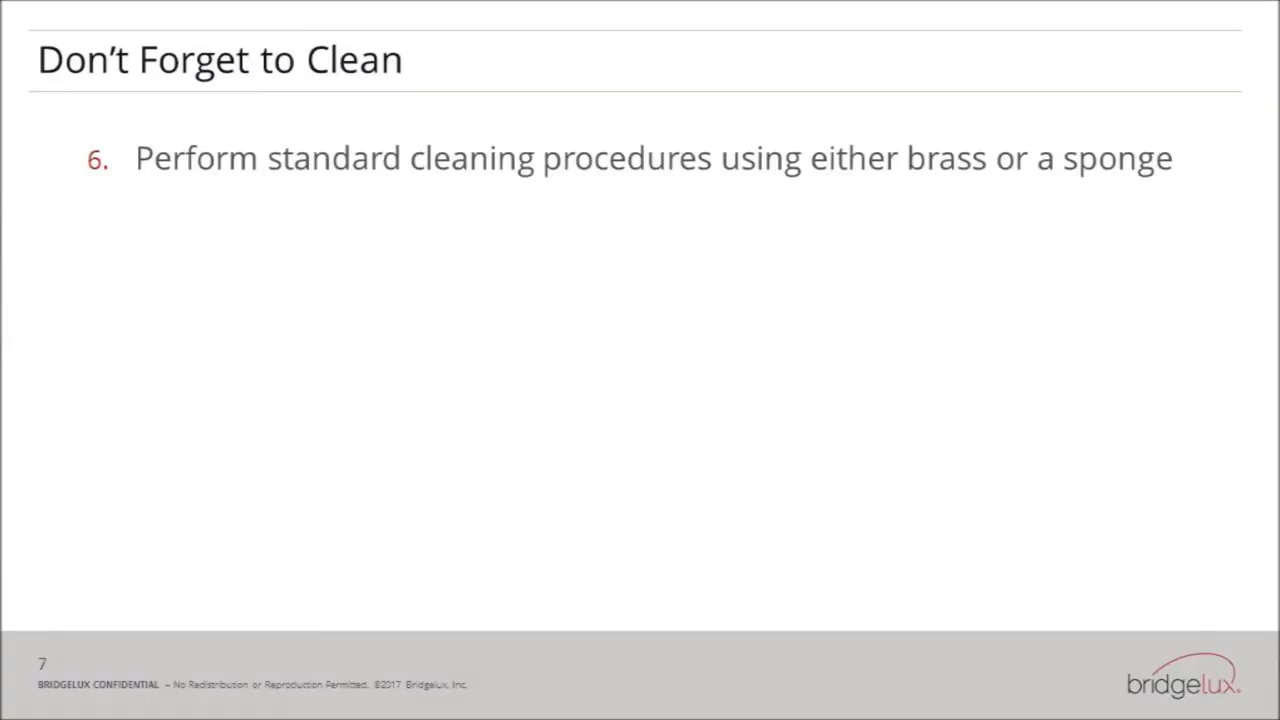 Don't Forget to Clean
6. Perform standard cleaning procedures using either brass or a sponge
7
BRIDGELUX CONFIDENTIAL – No Redistribution or Reproduction Permitted. ©2017 Bridgelux, Inc.
bridgelux.